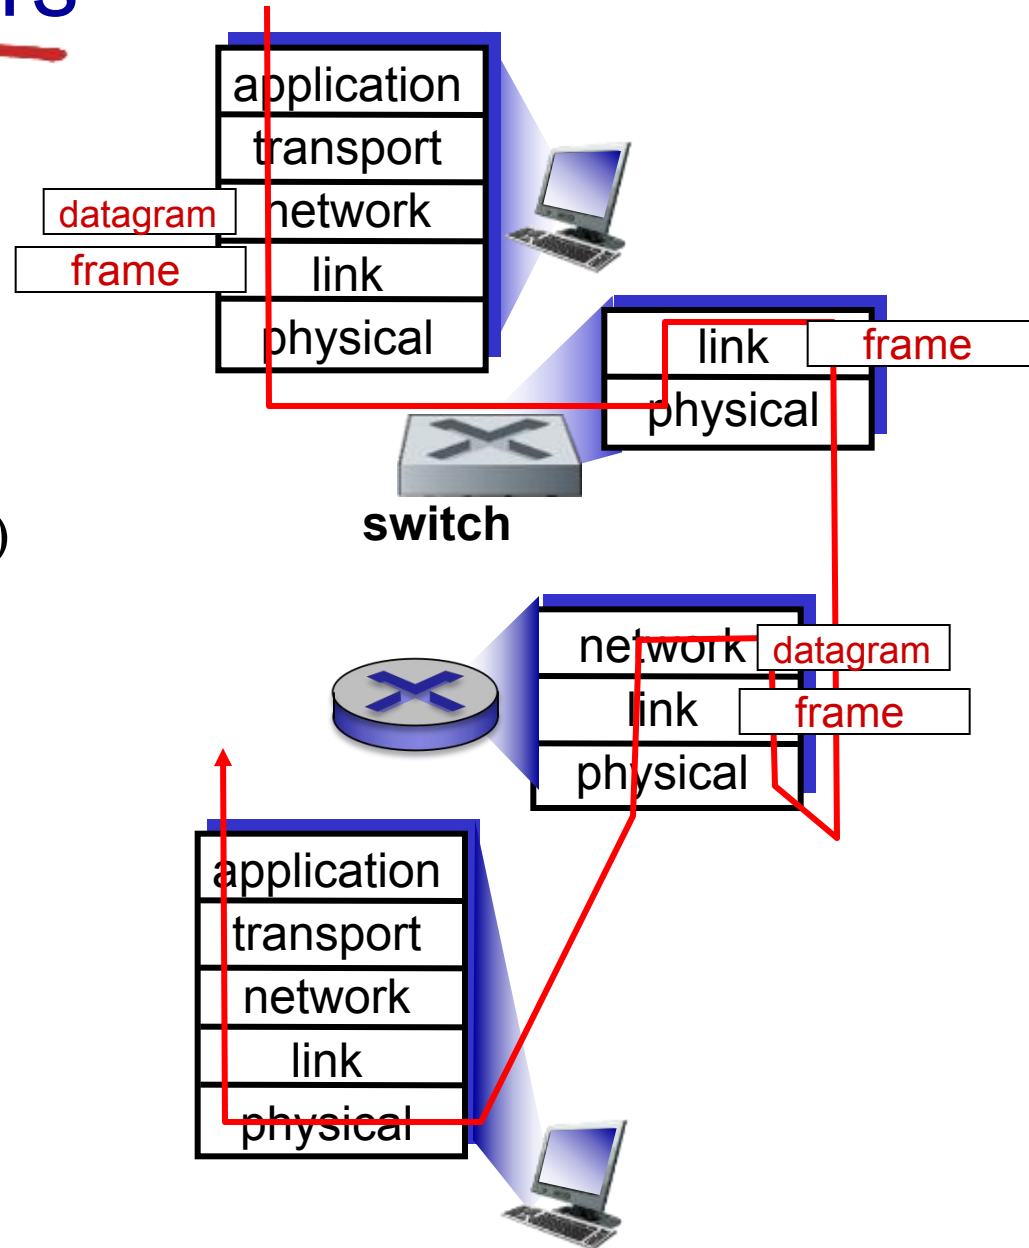 application
transport
datagram
network
frame
link
physical
link
frame
physical
switch
)
network
datagram
link
frame
physical
application
transport
network
link
physical